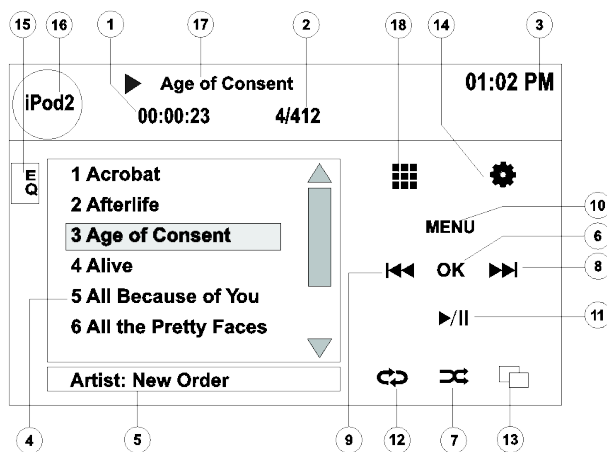 15 16 1 17 2 18 14 3
iPod2
Age of Consent
01:02 PM
00:00:23 4/412
EQ
1 Acrobat
2 Afterlife
3 Age of Consent
4 Alive
5 All Because of You
6 All the Pretty Faces
Artist: New Order
MENU
10
OK
6
8
▶/II
11
4 5 9 12 7 13